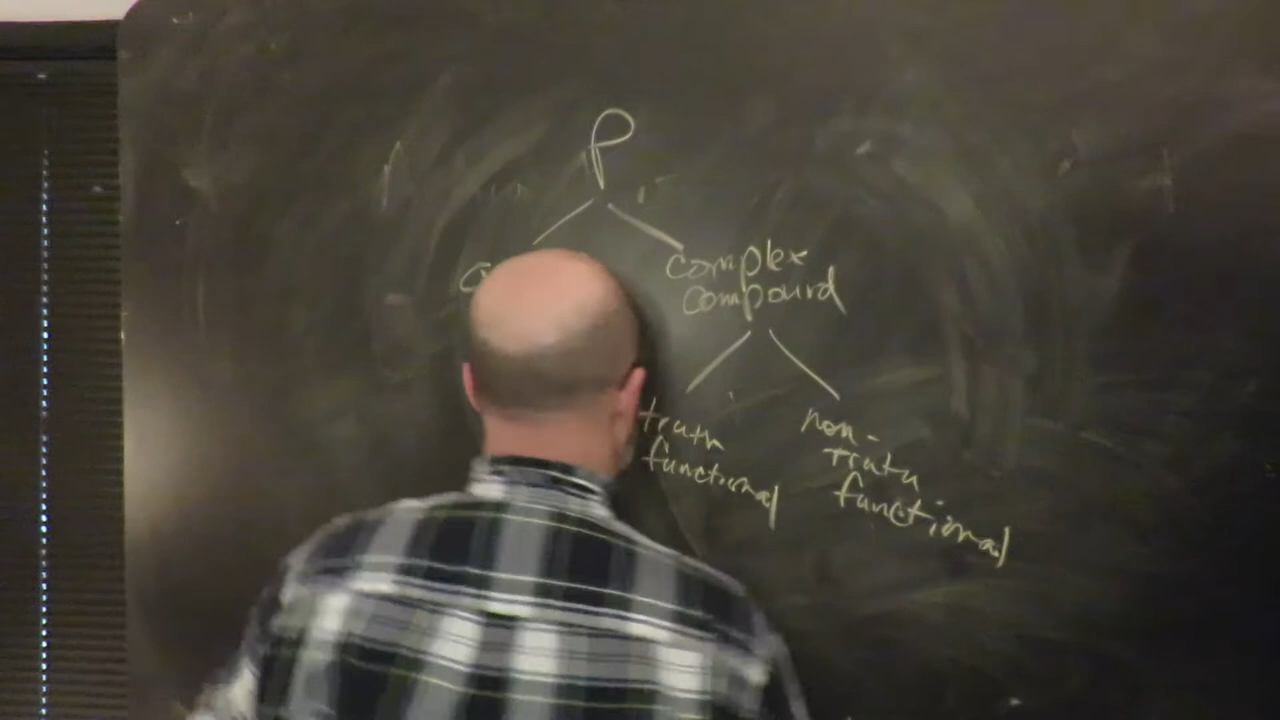 P
complex
compound
truth
functional
non-
truth
functional